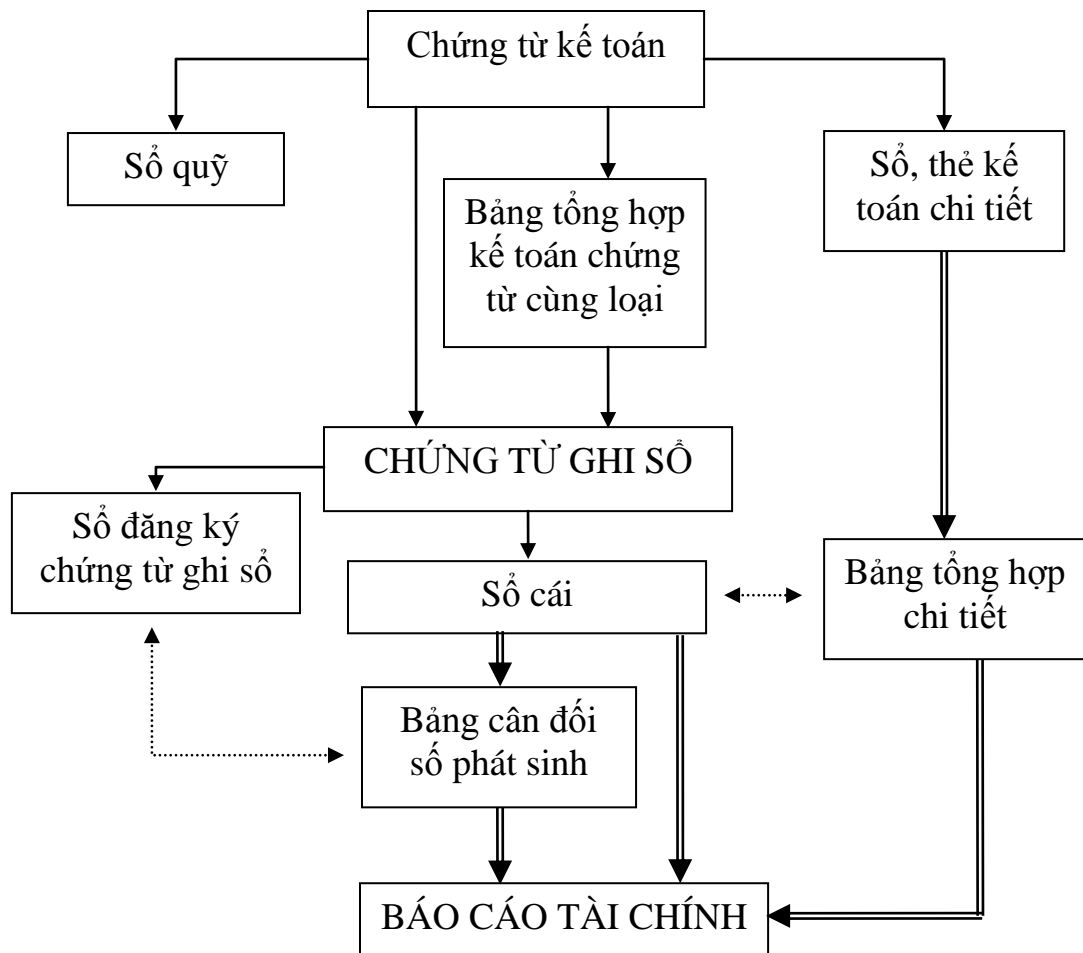 Chứng từ kế toán
Sổ quỹ
Sổ, thẻ kế
toán chi tiết
Bảng tổng hợp
kế toán chứng
từ cùng loại
CHỨNG TỪ GHI SỔ
Sổ đăng ký
chứng từ ghi sổ
Sổ cái
Bảng tổng hợp
chi tiết
Bảng cân đối
số phát sinh
BÁO CÁO TÀI CHÍNH